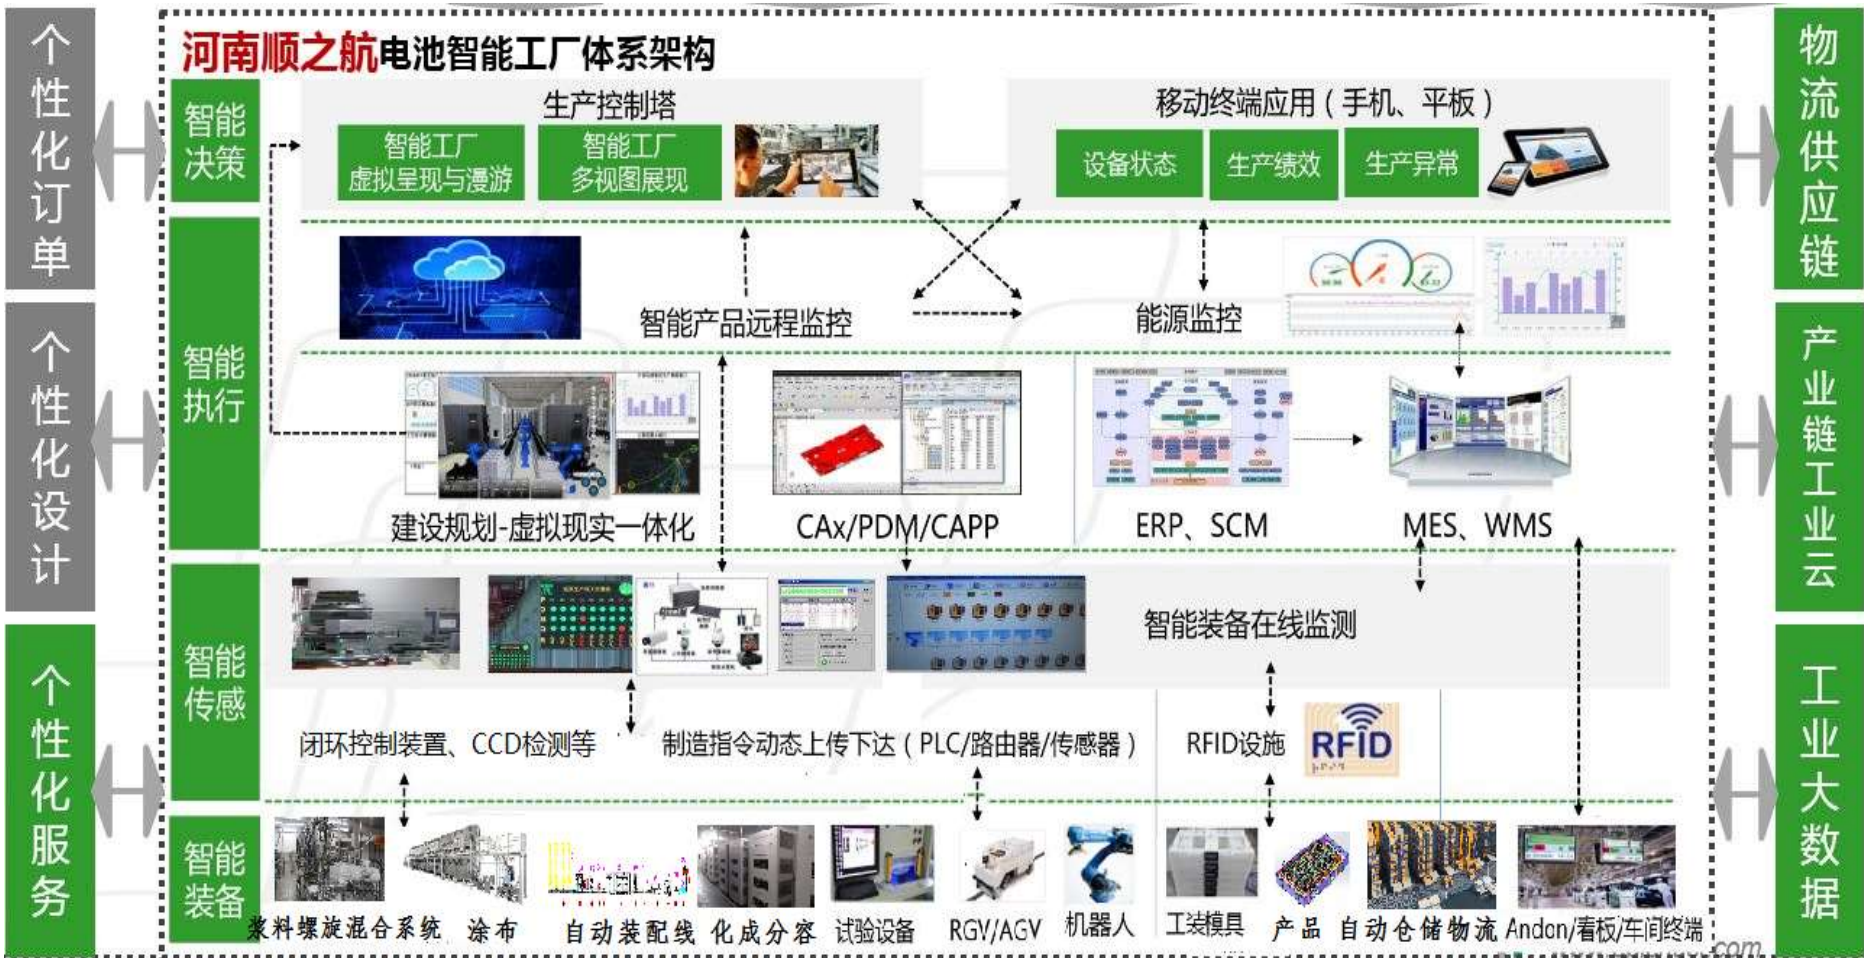 河南顺之航电池智能工厂体系架构
个性化订单
个性化设计
个性化服务
智能
决策
生产控制塔
智能工厂
虚拟呈现与漫游
智能工厂
多视图展现
移动终端应用（手机、平板）
设备状态
生产绩效
生产异常
智能
执行
智能产品远程监控
能源监控
建设规划-虚拟现实一体化
CAx/PDM/CAPP
ERP、SCM
MES、WMS
智能
传感
智能装备在线监测
闭环控制装置、CCD检测等
制造指令动态上传下达（PLC/路由器/传感器）
RFID设施
RFID
智能
装备
浆料螺旋混合系统
涂布
自动装配线
化成分容
试验设备
RGV/AGV
机器人
工装模具
产品
自动仓储物流
Andon/看板/车间终端
物流供应链
产业链工业云
工业大数据
com